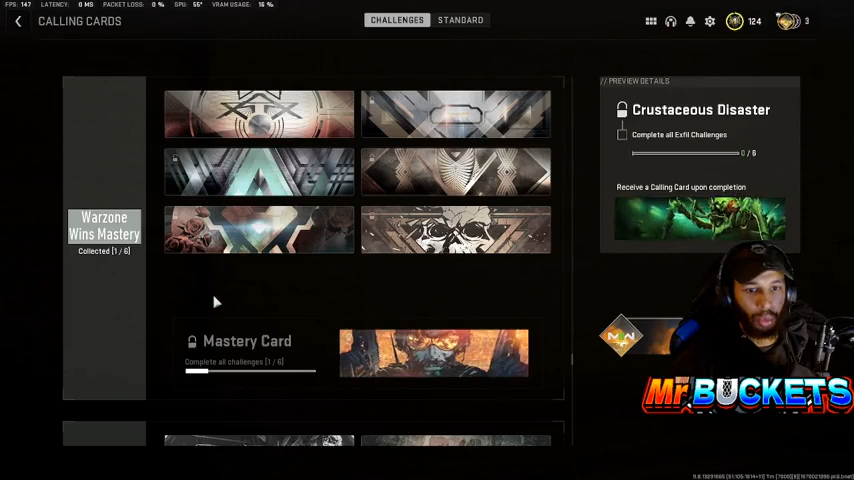 FPS: 147 LATENCY: 0 MS PACKET LOSS: 0 % GPU: 55° VRAM USAGE: 16 %
CALLING CARDS
CHALLENGES
STANDARD
124
3
// PREVIEW DETAILS
Crustaceous Disaster
Complete all Exfil Challenges
0 / 6
Receive a Calling Card upon completion
Warzone
Wins Mastery
Collected [1 / 6]
Mastery Card
Complete all challenges [1 / 6]
MrBUCKETS